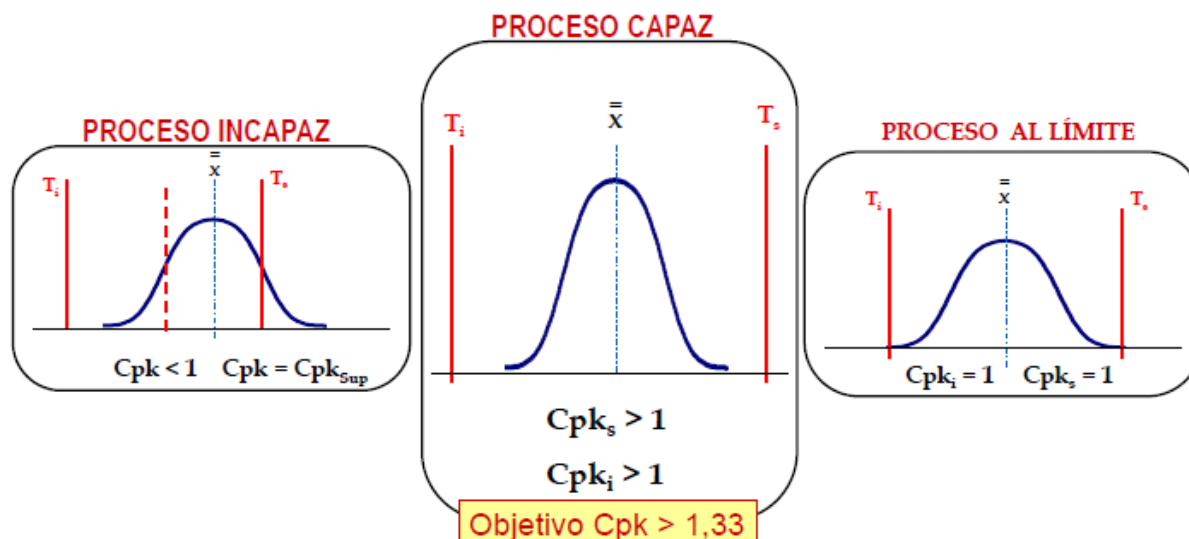 PROCESO INCAPAZ
x̿
Tᵢ
Tₛ
Cpk < 1 Cpk = Cpk_Sup
PROCESO CAPAZ
x̿
Tᵢ
Tₛ
Cpkₛ > 1
Cpkᵢ > 1
Objetivo Cpk > 1,33
PROCESO AL LÍMITE
x̿
Tᵢ
Tₛ
Cpkᵢ = 1 Cpkₛ = 1